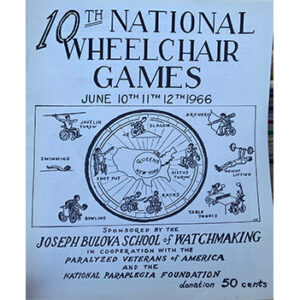 10TH NATIONAL
WHEELCHAIR
GAMES
JUNE 10TH 11TH 12TH 1966
JAVELIN
THROW
SLALOM
ARCHERY
SWIMMING
QUEENS
NEW YORK
SHOT PUT
DISCUS
THROW
WEIGHT
LIFTING
RACES
BOWLING
TABLE
TENNIS
SPONSORED BY THE
JOSEPH BULOVA SCHOOL of WATCHMAKING
IN COOPERATION WITH THE
PARALYZED VETERANS of AMERICA
AND THE
NATIONAL PARAPLEGIA FOUNDATION
donation 50 cents